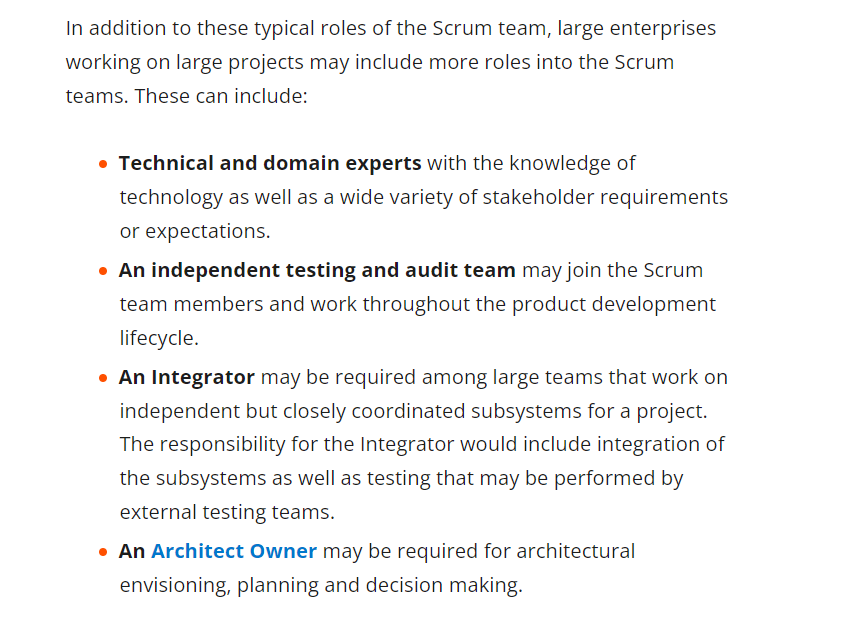 In addition to these typical roles of the Scrum team, large enterprises
working on large projects may include more roles into the Scrum
teams. These can include:
Technical and domain experts with the knowledge of
technology as well as a wide variety of stakeholder requirements
or expectations.
An independent testing and audit team may join the Scrum
team members and work throughout the product development
lifecycle.
An Integrator may be required among large teams that work on
independent but closely coordinated subsystems for a project.
The responsibility for the Integrator would include integration of
the subsystems as well as testing that may be performed by
external testing teams.
An Architect Owner may be required for architectural
envisioning, planning and decision making.